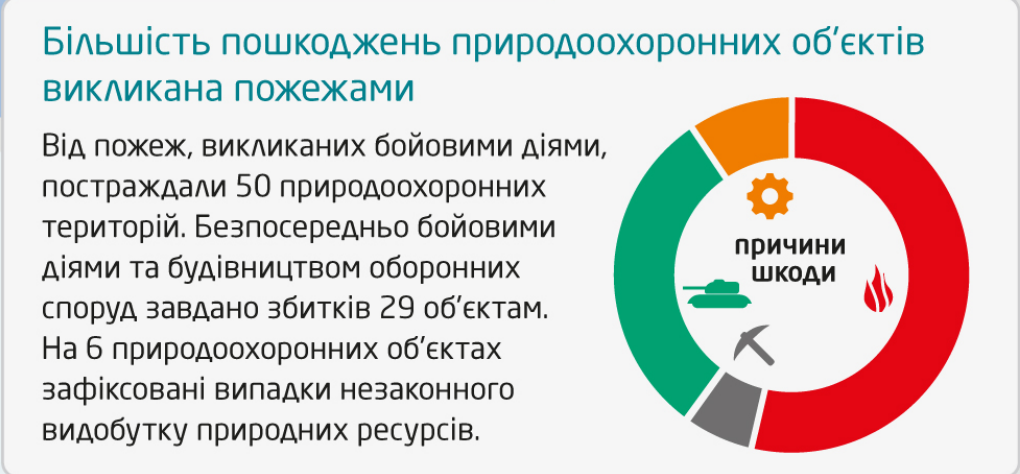 Більшість пошкоджень природоохоронних об’єктів
викликана пожежами
Від пожеж, викликаних бойовими діями,
постраждали 50 природоохоронних
територій. Безпосередньо бойовими
діями та будівництвом оборонних
споруд завдано збитків 29 об’єктам.
На 6 природоохоронних об’єктах
зафіксовані випадки незаконного
видобутку природних ресурсів.
причини
шкоди